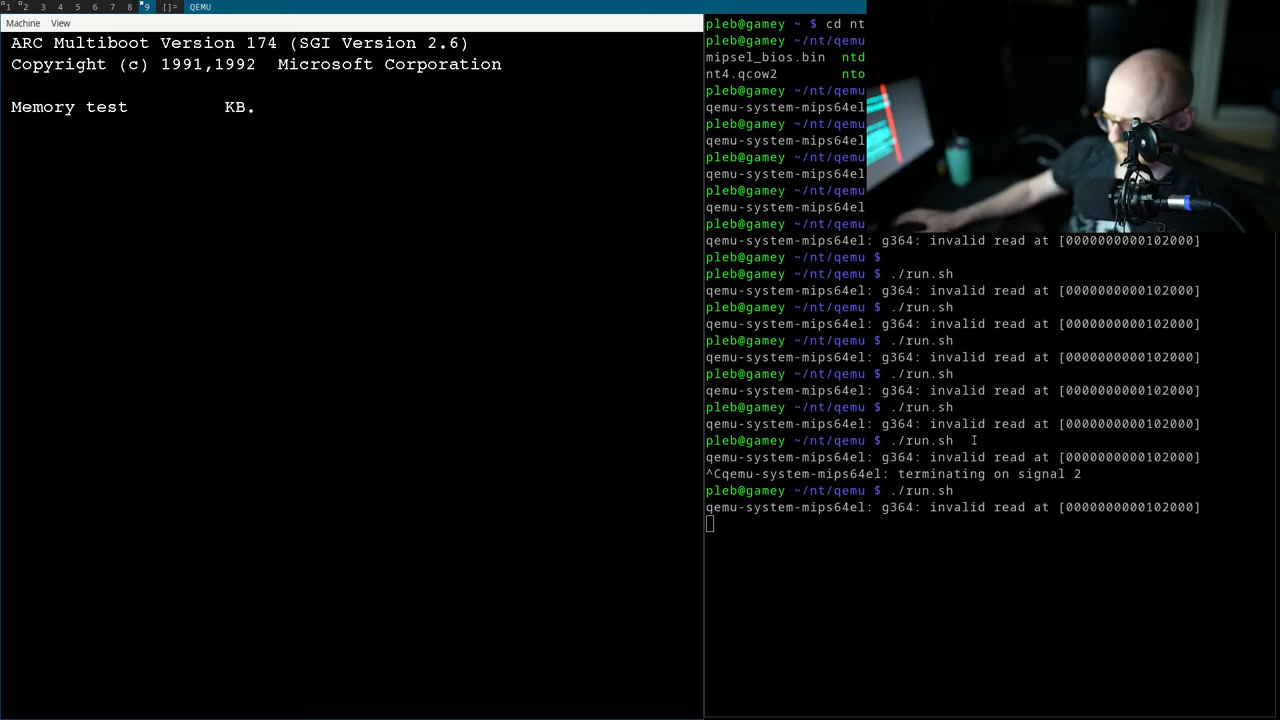 1 2 3 4 5 6 7 8 9 []= QEMU
Machine View
ARC Multiboot Version 174 (SGI Version 2.6)
Copyright (c) 1991,1992 Microsoft Corporation
Memory test KB.
pleb@gamey ~ $ cd nt
pleb@gamey ~/nt/qemu
mipsel_bios.bin ntd
nt4.qcow2 nto
pleb@gamey ~/nt/qemu
qemu-system-mips64el
pleb@gamey ~/nt/qemu
qemu-system-mips64el
pleb@gamey ~/nt/qemu
qemu-system-mips64el
pleb@gamey ~/nt/qemu
qemu-system-mips64el
pleb@gamey ~/nt/qemu
qemu-system-mips64el: g364: invalid read at [0000000000102000]
pleb@gamey ~/nt/qemu $
pleb@gamey ~/nt/qemu $ ./run.sh
qemu-system-mips64el: g364: invalid read at [0000000000102000]
pleb@gamey ~/nt/qemu $ ./run.sh
qemu-system-mips64el: g364: invalid read at [0000000000102000]
pleb@gamey ~/nt/qemu $ ./run.sh
qemu-system-mips64el: g364: invalid read at [0000000000102000]
pleb@gamey ~/nt/qemu $ ./run.sh
qemu-system-mips64el: g364: invalid read at [0000000000102000]
pleb@gamey ~/nt/qemu $ ./run.sh
qemu-system-mips64el: g364: invalid read at [0000000000102000]
pleb@gamey ~/nt/qemu $ ./run.sh
qemu-system-mips64el: g364: invalid read at [0000000000102000]
^Cqemu-system-mips64el: terminating on signal 2
pleb@gamey ~/nt/qemu $ ./run.sh
qemu-system-mips64el: g364: invalid read at [0000000000102000]